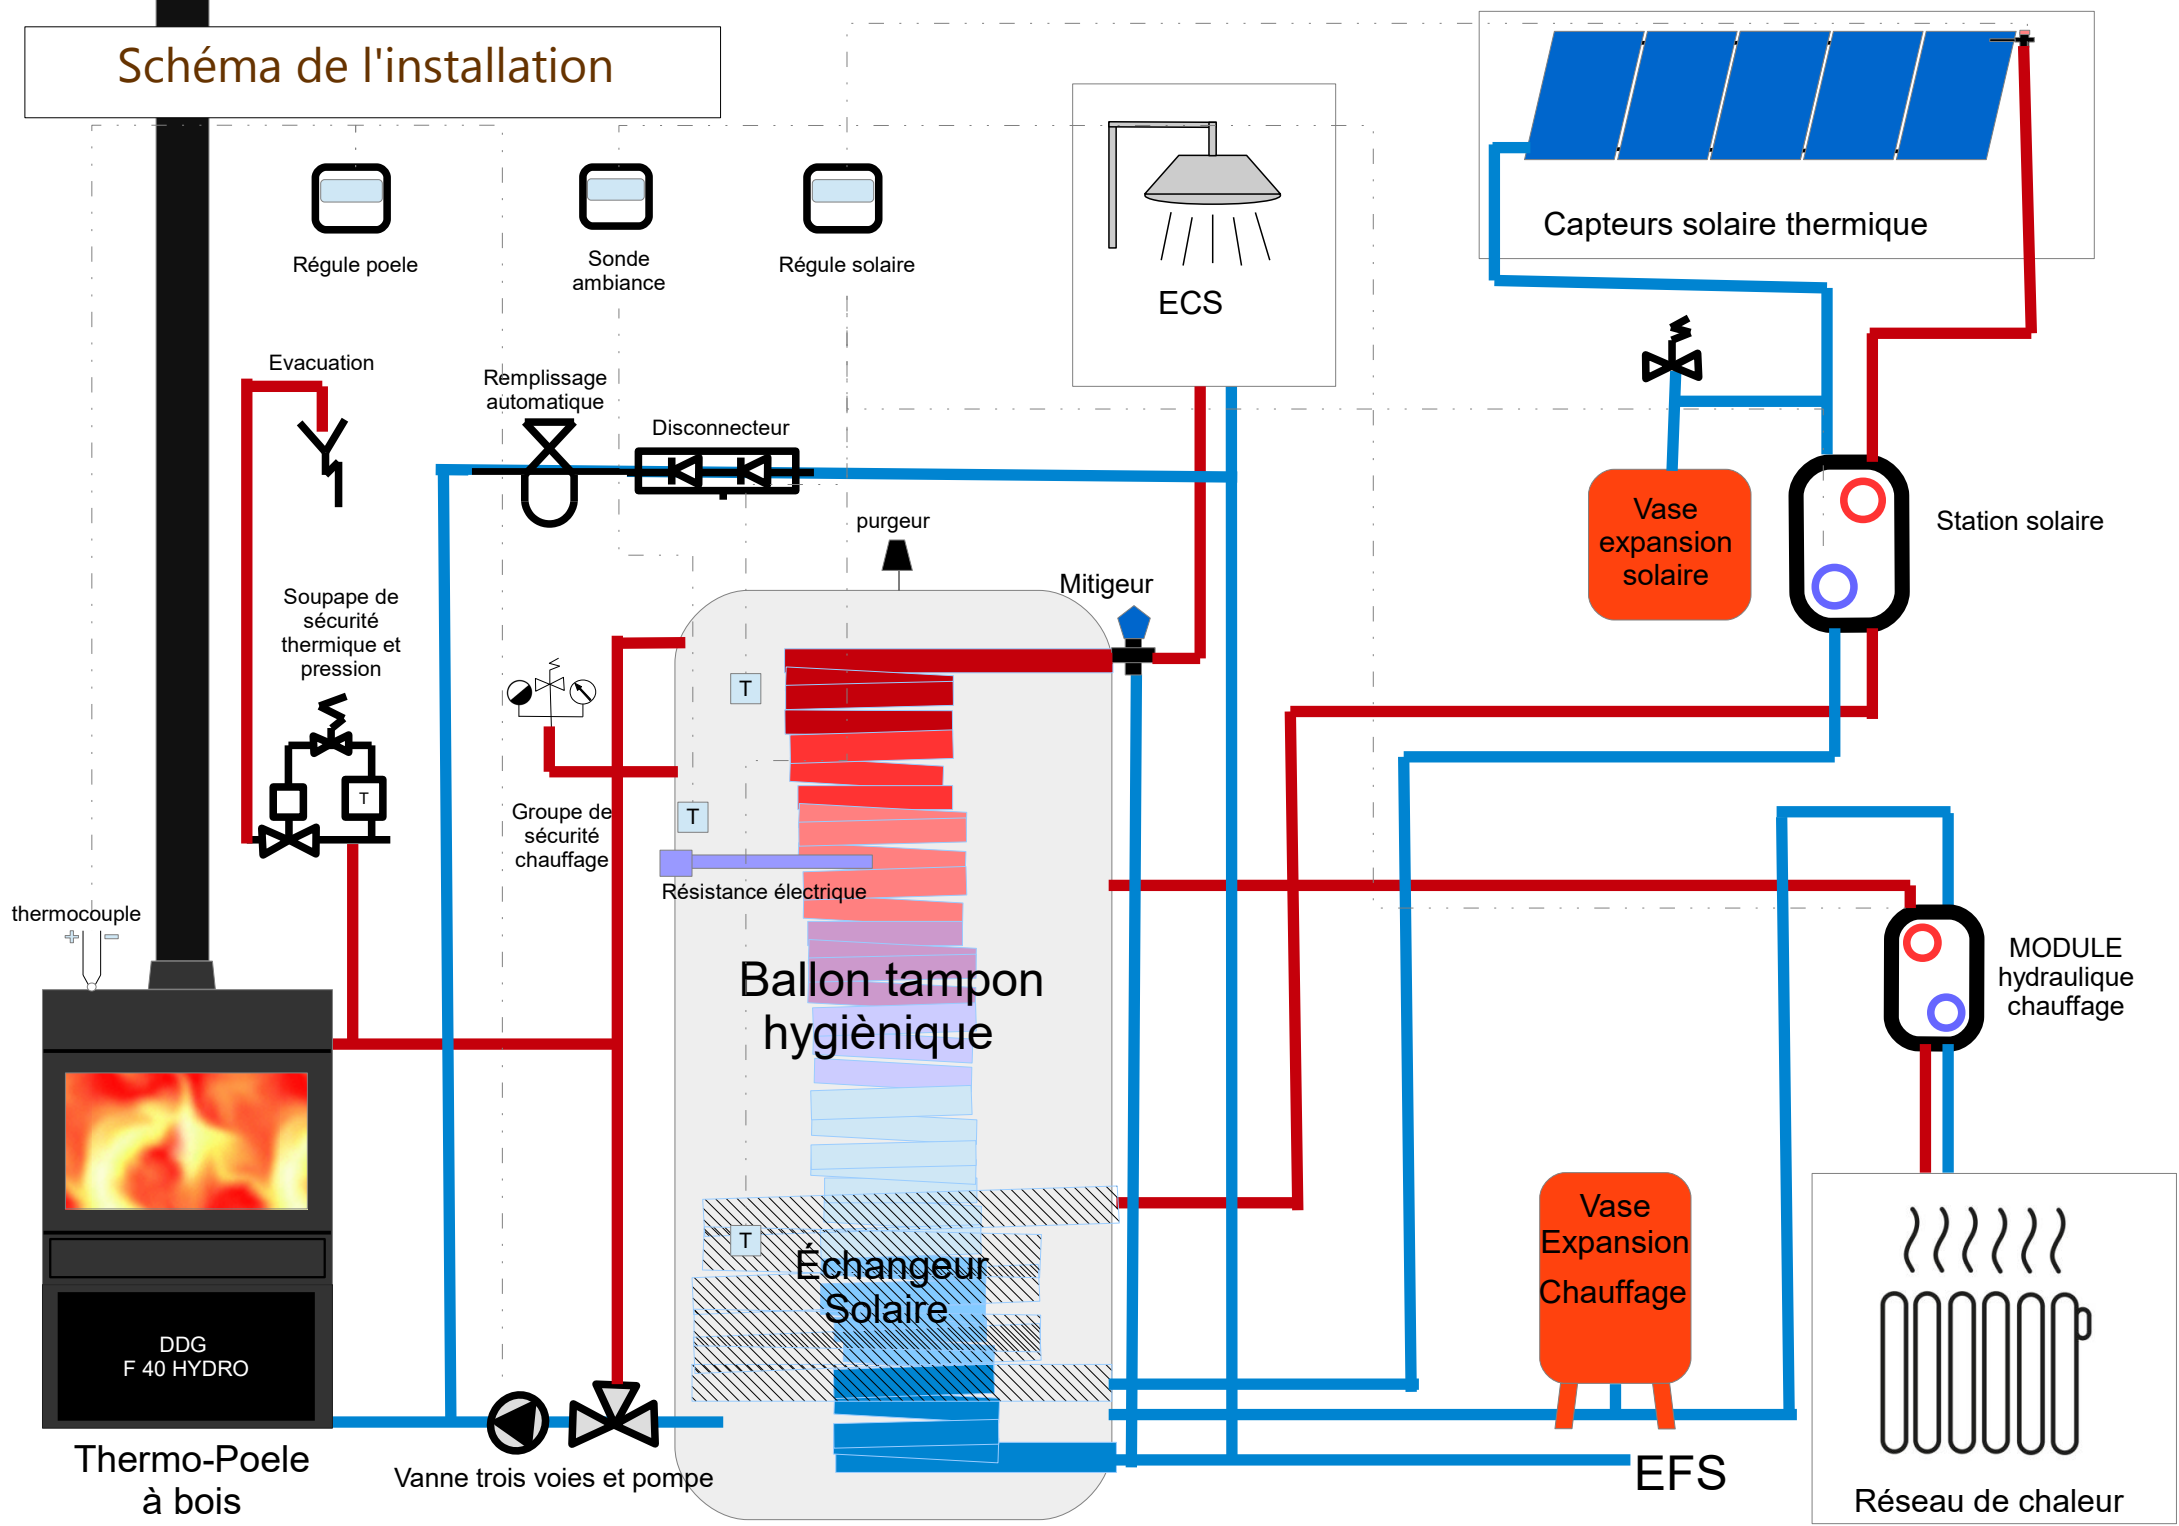 Schéma de l'installation
Régule poele
Sonde
ambiance
Régule solaire
ECS
Capteurs solaire thermique
Evacuation
Remplissage
automatique
Disconnecteur
purgeur
Mitigeur
Vase
expansion
solaire
Station solaire
Soupape de
sécurité
thermique et
pression
T
T
T
Groupe de
sécurité
chauffage
Résistance électrique
thermocouple
Ballon tampon
hygiènique
MODULE
hydraulique
chauffage
T
Échangeur
Solaire
Vase
Expansion
Chauffage
DDG
F 40 HYDRO
Thermo-Poele
à bois
Vanne trois voies et pompe
EFS
Réseau de chaleur